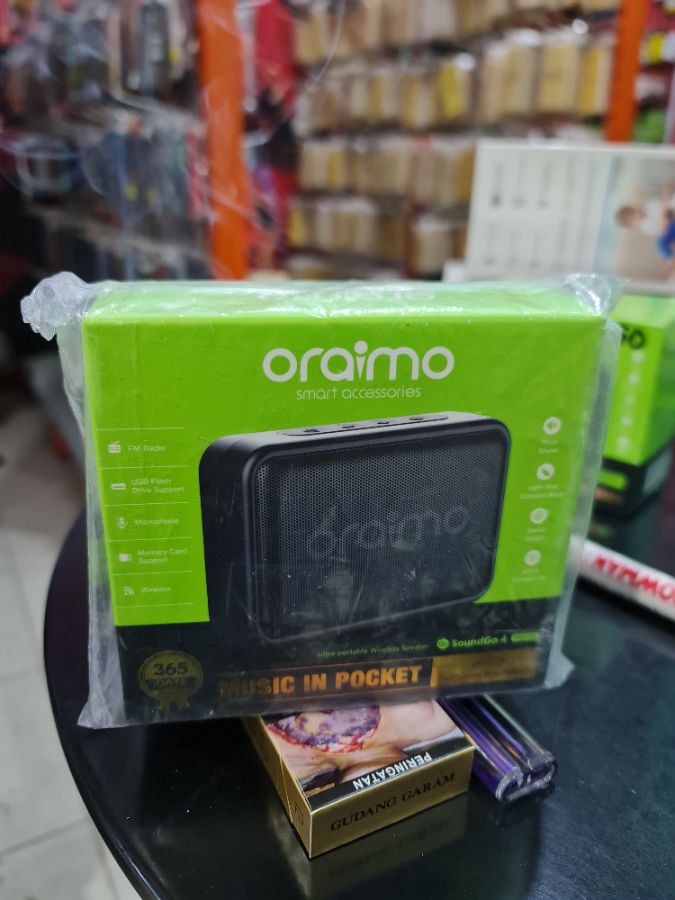 oraimo
smart accessories
FM Radio
USB Flash
Drive Support
Microphone
Memory Card
Support
Wireless
oraimo
Ultra-portable Wireless Speaker
SoundGo 4
365
DAYS
MUSIC IN POCKET
PERINGATAN
GUDANG GARAM
SNOWMAN